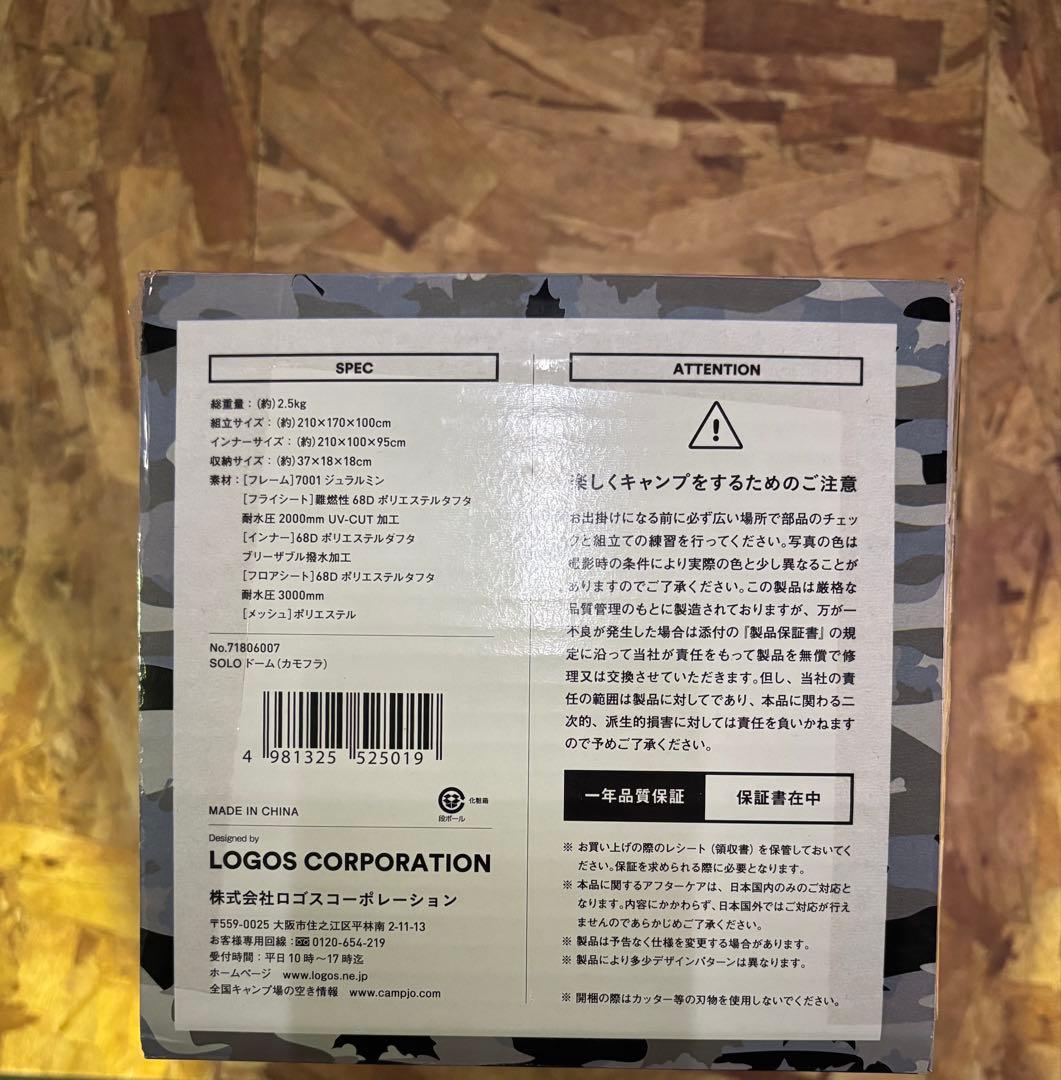 SPEC
総重量：(約)2.5kg
組立サイズ：(約)210×170×100cm
インナーサイズ：(約)210×100×95cm
収納サイズ：(約)37×18×18cm
素材：[フレーム]7001 ジュラルミン
[フライシート]難燃性 68D ポリエステルタフタ
耐水圧 2000mm UV-CUT 加工
[インナー]68D ポリエステルタフタ
ブリーザブル撥水加工
[フロアシート]68D ポリエステルタフタ
耐水圧 3000mm
[メッシュ]ポリエステル
No.71806007
SOLO ドーム(カモフラ)
4 981325 525019
MADE IN CHINA
段ボール
化粧箱
Designed by
LOGOS CORPORATION
株式会社ロゴスコーポレーション
〒559-0025 大阪市住之江区平林南 2-11-13
お客様専用回線：0120-654-219
受付時間：平日 10 時～17 時迄
ホームページ www.logos.ne.jp
全国キャンプ場の空き情報 www.campjo.com
ATTENTION
楽しくキャンプをするためのご注意
お出掛けになる前に必ず広い場所で部品のチェッ
クと組立ての練習を行ってください。写真の色は
撮影時の条件により実際の色と少し異なることが
ありますのでご了承ください。この製品は厳格な
品質管理のもとに製造されておりますが、万が一
不良が発生した場合は添付の『製品保証書』の規
定に沿って当社が責任をもって製品を無償で修
理又は交換させていただきます。但し、当社の責
任の範囲は製品に対してであり、本品に関わる二
次的、派生的損害に対しては責任を負いかねます
ので予めご了承ください。
一年品質保証 保証書在中
※ お買い上げの際のレシート（領収書）を保管しておいてく
ださい。保証を求められる際に必要となります。
※ 本品に関するアフターケアは、日本国内のみのご対応と
なります。内容にかかわらず、日本国外ではご対応が行え
ませんのであらかじめご了承ください。
※ 製品は予告なく仕様を変更する場合があります。
※ 製品により多少デザインパターンは異なります。
※ 開梱の際はカッター等の刃物を使用しないでください。